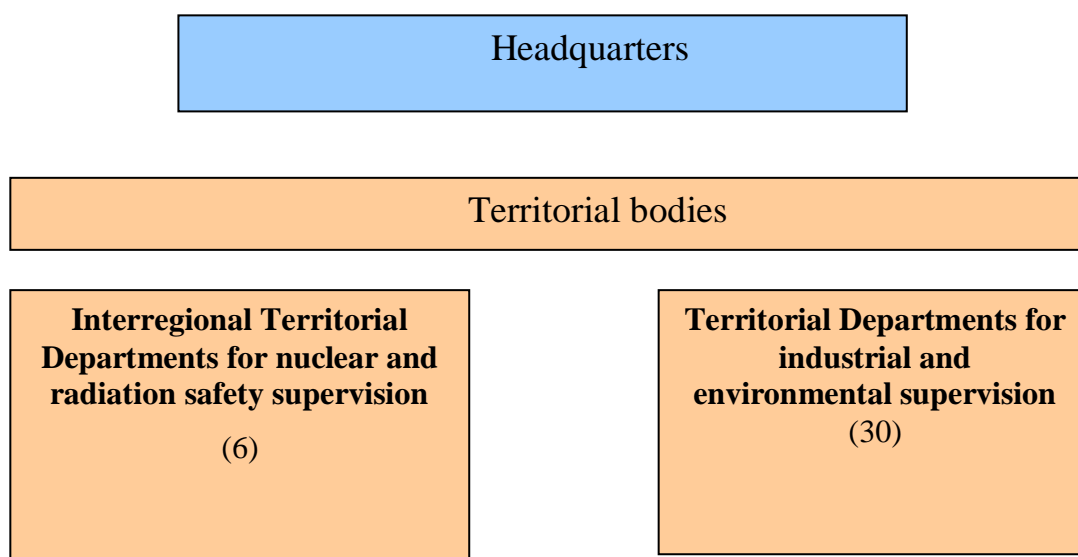 Headquarters
Territorial bodies
Interregional Territorial
Departments for nuclear and
radiation safety supervision
(6)
Territorial Departments for
industrial and
environmental supervision
(30)